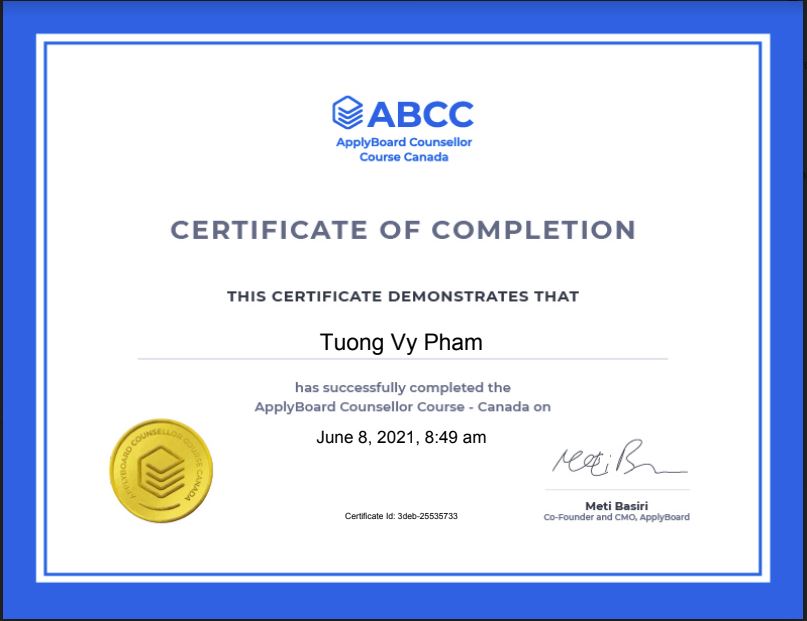 ABCC
ApplyBoard Counsellor
Course Canada
CERTIFICATE OF COMPLETION
THIS CERTIFICATE DEMONSTRATES THAT
Tuong Vy Pham
has successfully completed the
ApplyBoard Counsellor Course - Canada on
June 8, 2021, 8:49 am
APPLYBOARD COUNSELLOR COURSE CANADA
Meti B
Meti Basiri
Co-Founder and CMO, ApplyBoard
Certificate Id: 3deb-25535733